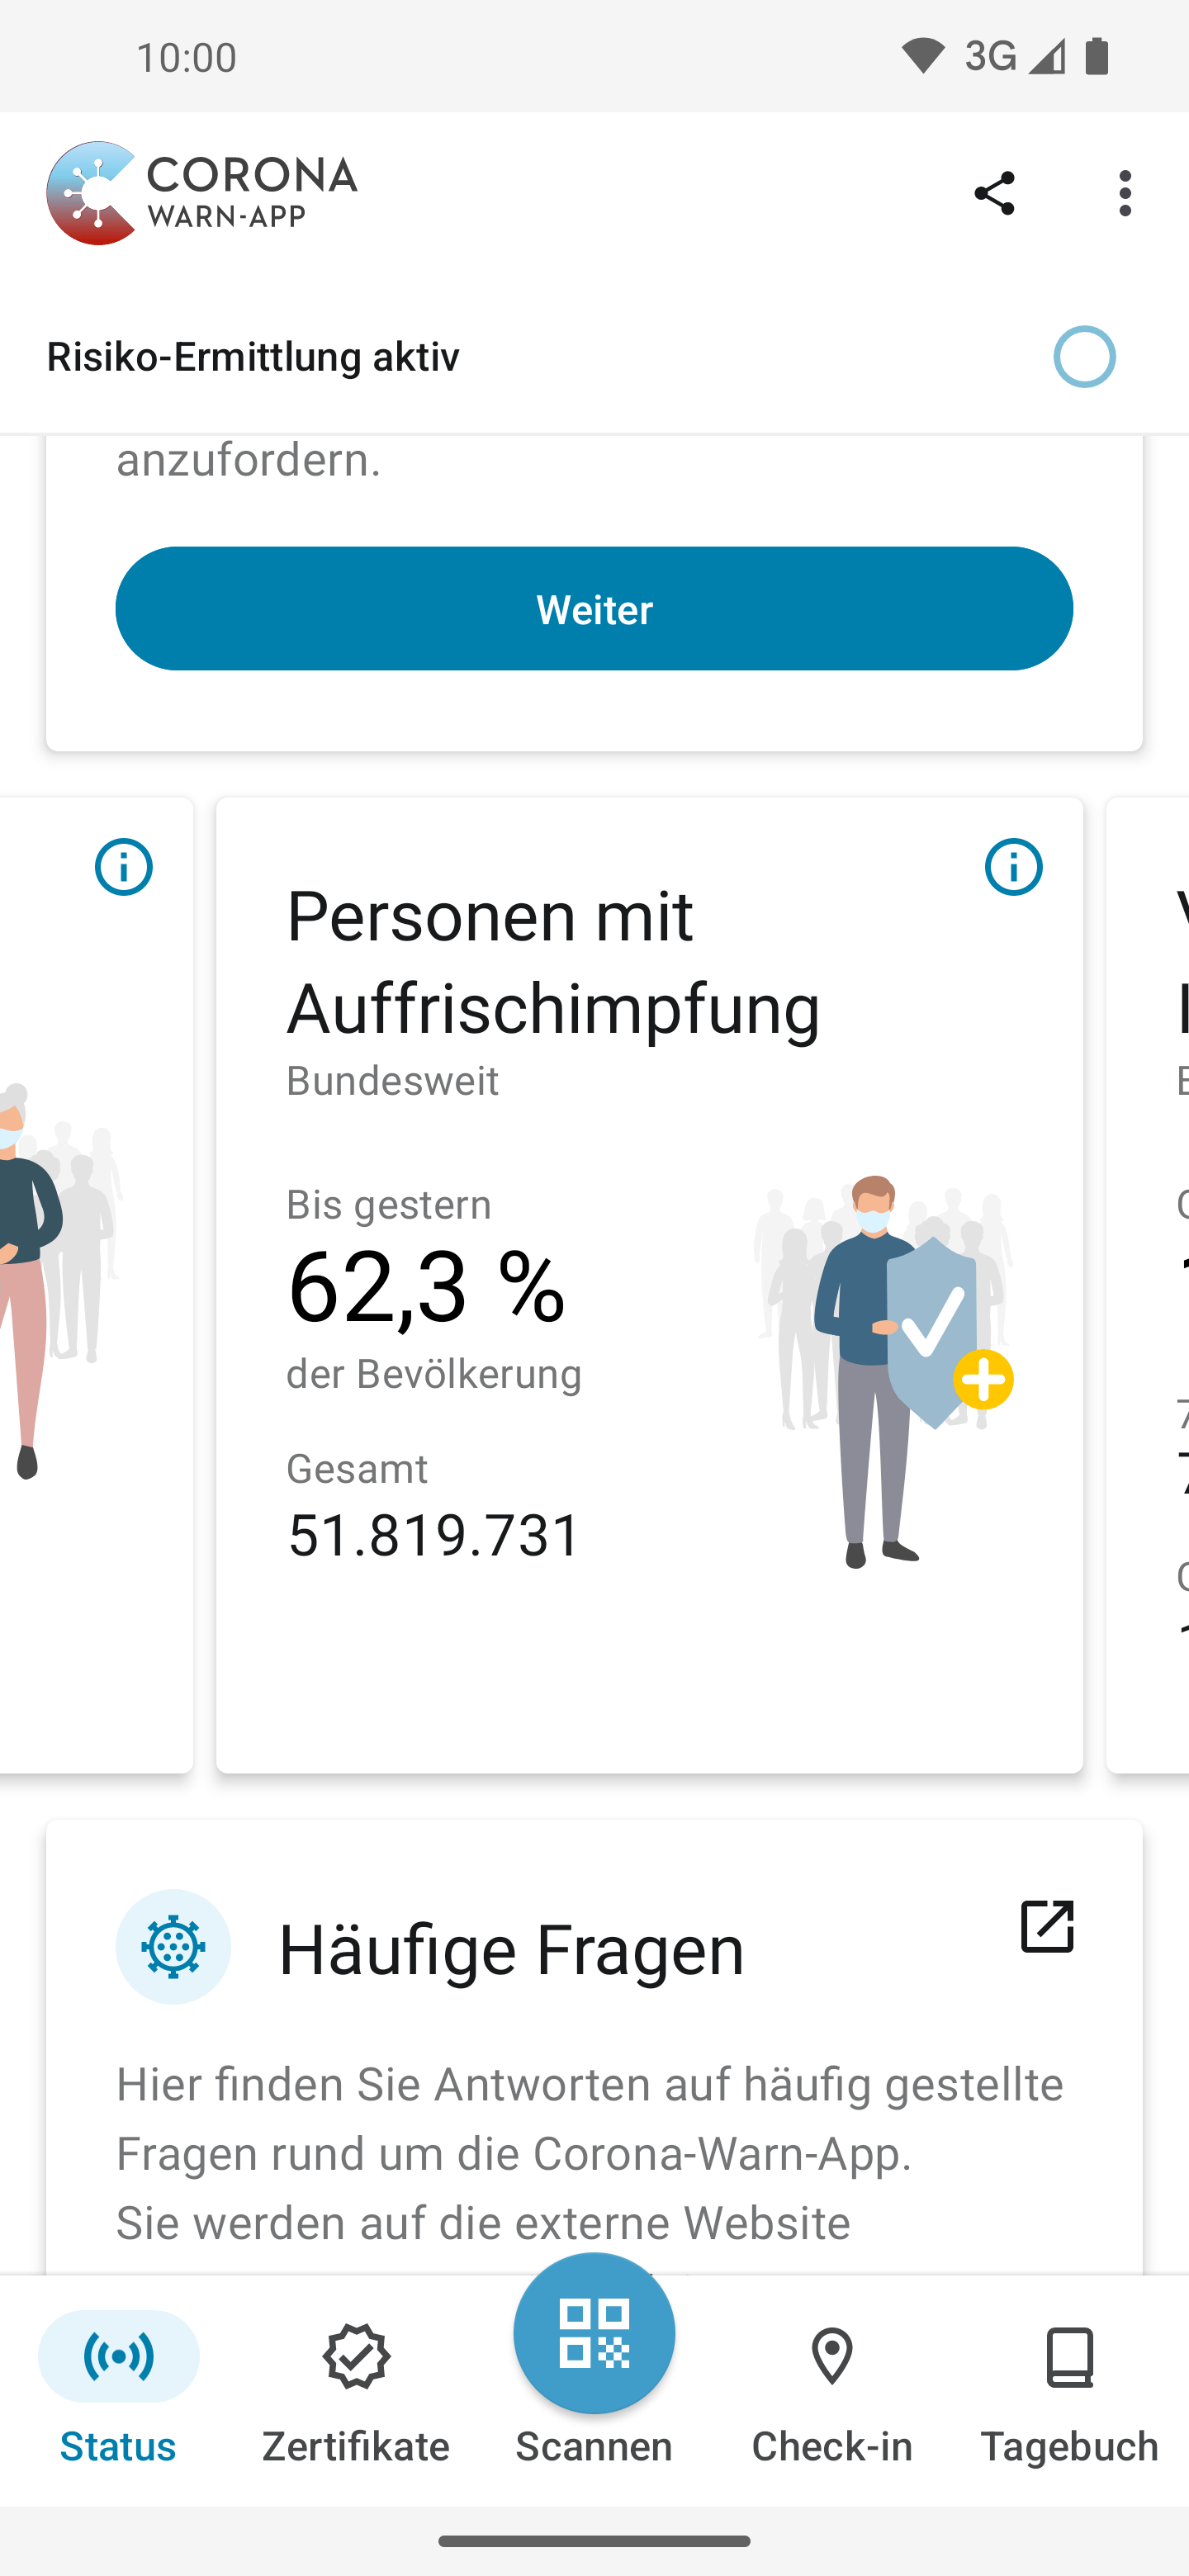 10:00
3G
CORONA
WARN-APP
Risiko-Ermittlung aktiv
anzufordern.
Weiter
Personen mit
Auffrischimpfung
Bundesweit
Bis gestern
62,3 %
der Bevölkerung
Gesamt
51.819.731
Häufige Fragen
Hier finden Sie Antworten auf häufig gestellte
Fragen rund um die Corona-Warn-App.
Sie werden auf die externe Website
Status
Zertifikate
Scannen
Check-in
Tagebuch